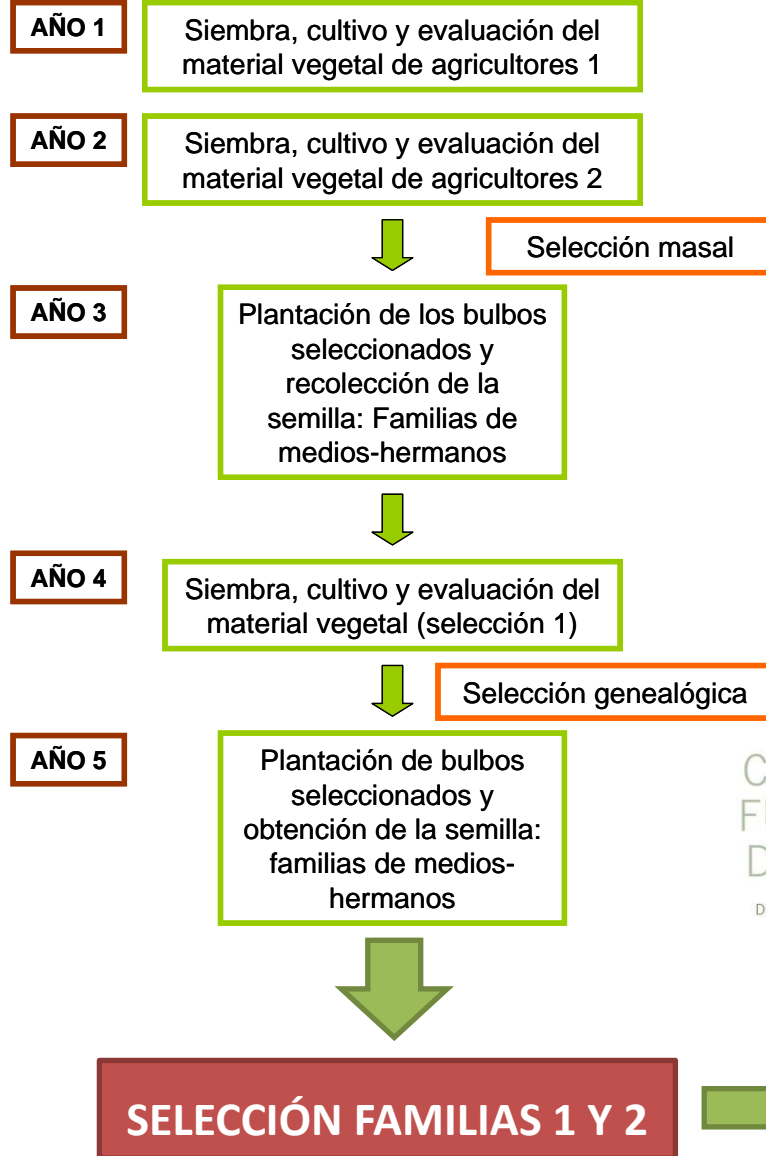 AÑO 1
Siembra, cultivo y evaluación del
material vegetal de agricultores 1
AÑO 2
Siembra, cultivo y evaluación del
material vegetal de agricultores 2
Selección masal
AÑO 3
Plantación de los bulbos
seleccionados y
recolección de la
semilla: Familias de
medios-hermanos
AÑO 4
Siembra, cultivo y evaluación del
material vegetal (selección 1)
Selección genealógica
AÑO 5
Plantación de bulbos
seleccionados y
obtención de la semilla:
familias de medios-
hermanos
SELECCIÓN FAMILIAS 1 Y 2